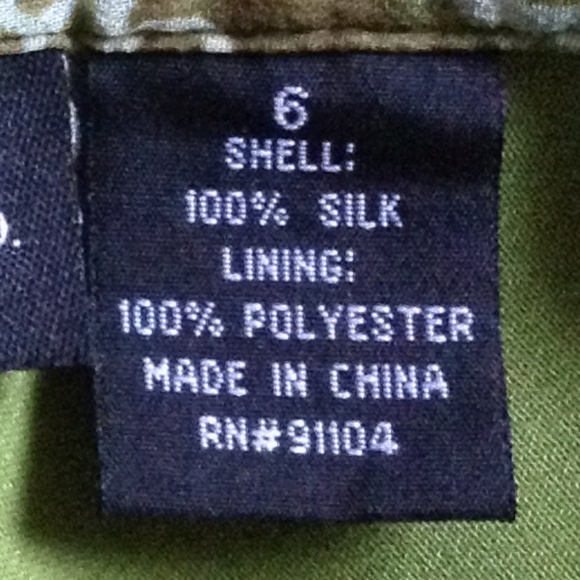 6
SHELL:
100% SILK
LINING:
100% POLYESTER
MADE IN CHINA
RN#91104